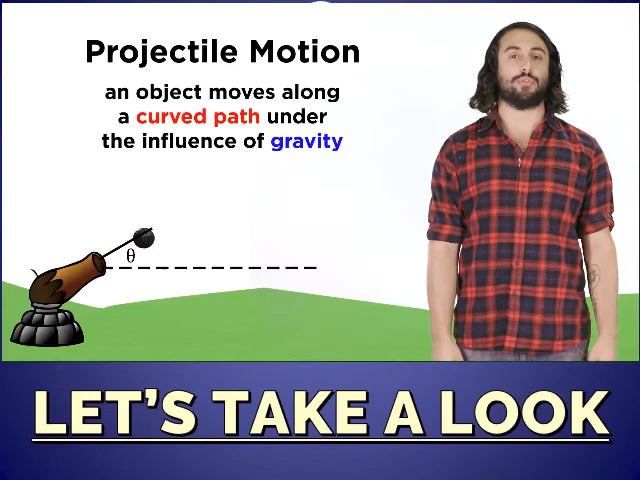 Projectile Motion
an object moves along
a curved path under
the influence of gravity
θ
LET'S TAKE A LOOK